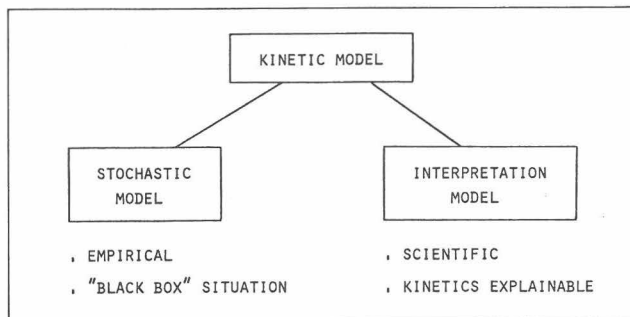 KINETIC MODEL
STOCHASTIC
MODEL
INTERPRETATION
MODEL
. EMPIRICAL
. "BLACK BOX" SITUATION
. SCIENTIFIC
. KINETICS EXPLAINABLE